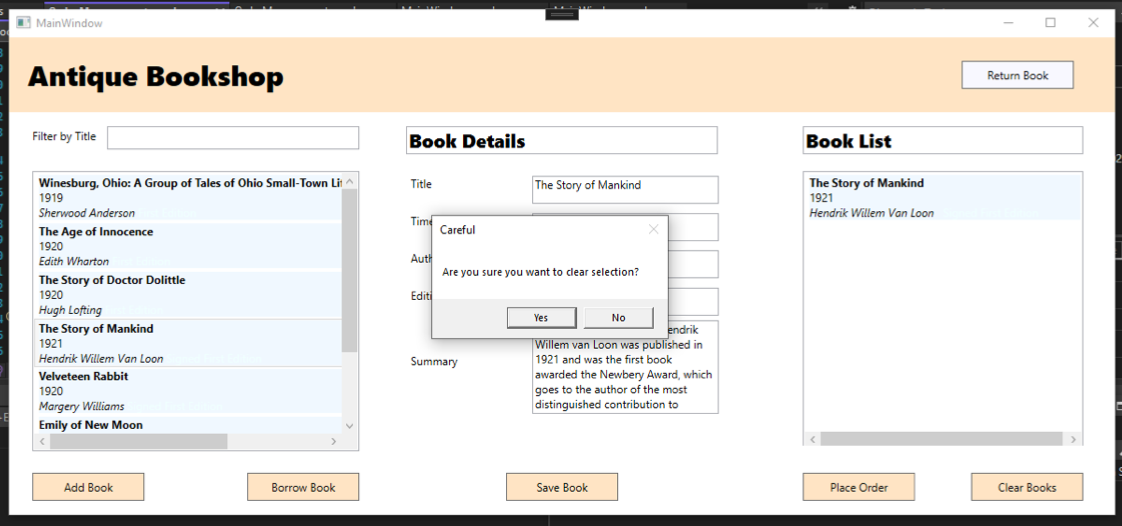 MainWindow
Antique Bookshop
Return Book
Filter by Title
Winesburg, Ohio: A Group of Tales of Ohio Small-Town
1919
Sherwood Anderson
The Age of Innocence
1920
Edith Wharton
The Story of Doctor Dolittle
1920
Hugh Lofting
The Story of Mankind
1921
Hendrik Willem Van Loon
Velveteen Rabbit
1920
Margery Williams
Emily of New Moon
Add Book
Borrow Book
Book Details
Title
The Story of Mankind
Time
Auth
Editi
Summary
endrik
Willem van Loon was published in
1921 and was the first book
awarded the Newbery Award, which
goes to the author of the most
distinguished contribution to
Save Book
Careful
Are you sure you want to clear selection?
Yes
No
Book List
The Story of Mankind
1921
Hendrik Willem Van Loon
Place Order
Clear Books